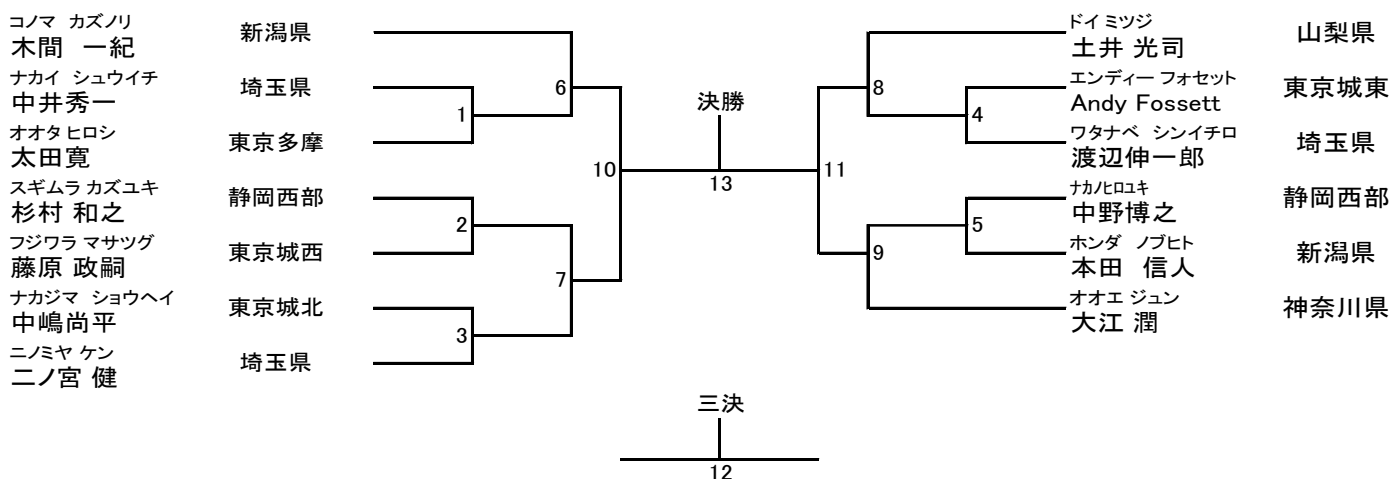 コノマ カズノリ
木間 一紀 新潟県
ナカイ シュウイチ
中井秀一 埼玉県
オオタ ヒロシ
太田寛 東京多摩
スギムラ カズユキ
杉村 和之 静岡西部
フジワラ マサツグ
藤原 政嗣 東京城西
ナカジマ ショウヘイ
中嶋尚平 東京城北
ニノミヤ ケン
二ノ宮 健 埼玉県
1
2
3
6
7
10
決勝
13
11
8
9
4
5
ドイ ミツジ
土井 光司 山梨県
エンディー フォセット
Andy Fossett 東京城東
ワタナベ シンイチロ
渡辺伸一郎 埼玉県
ナカノヒロユキ
中野博之 静岡西部
ホンダ ノブヒト
本田 信人 新潟県
オオエ ジュン
大江 潤 神奈川県
三決
12